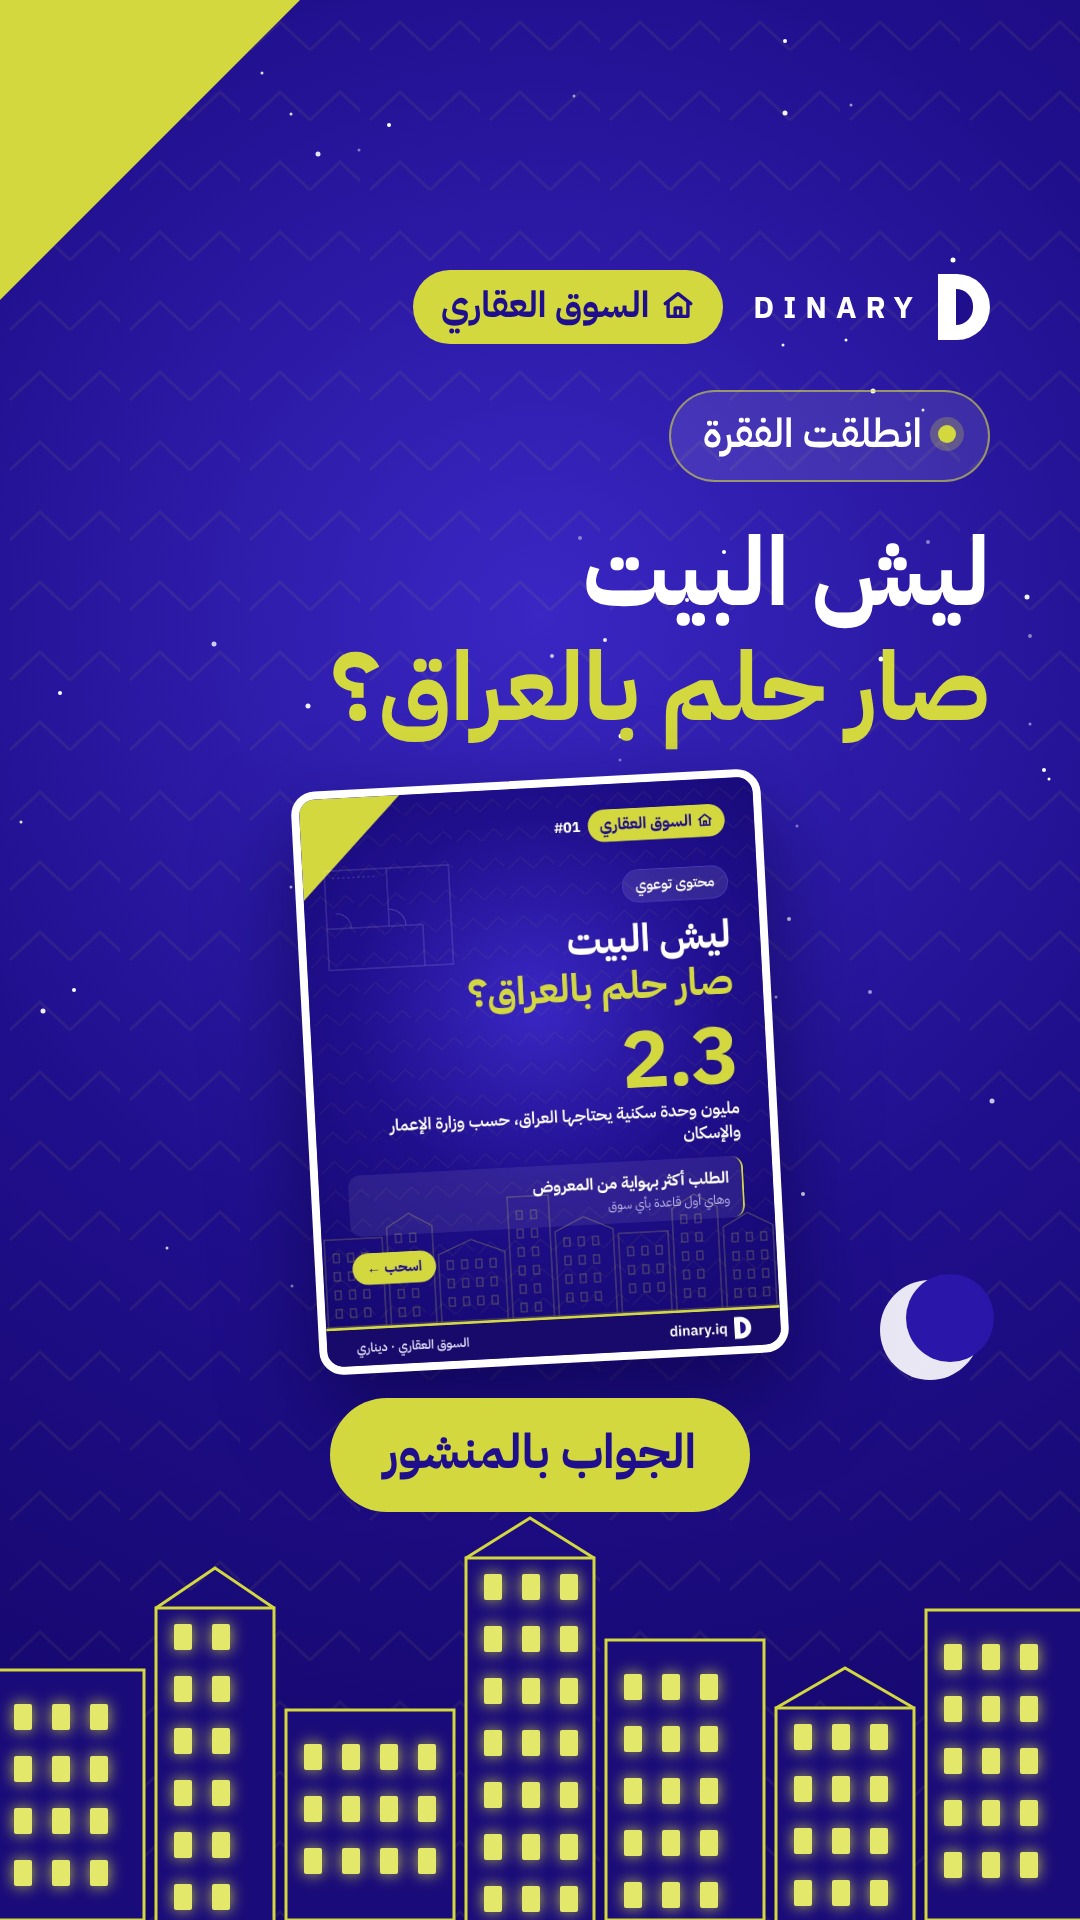 DINARY
السوق العقاري
انطلقت الفقرة
ليش البيت
صار حلم بالعراق؟
السوق العقاري #01
محتوى توعوي
ليش البيت
صار حلم بالعراق؟
2.3
مليون وحدة سكنية يحتاجها العراق، حسب وزارة الإعمار
والإسكان
الطلب أكثر بهواية من المعروض
وهاي أول قاعدة بأي سوق
اسحب ←
dinary.iq
السوق العقاري · ديناري
الجواب بالمنشور